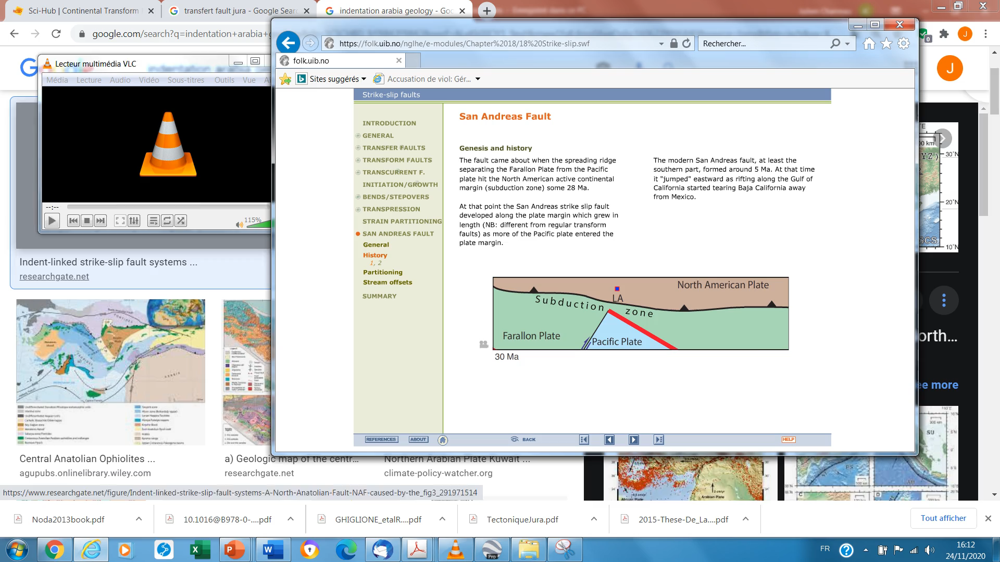 Sci-Hub | Continental Transform
transfert fault jura - Google Sear
indentation arabia geology - Goo
google.com/search?q=indentation+arabia+g
J
Lecteur multimédia VLC
Média Lecture Audio Vidéo Sous-titres Outils Vue
--:--
115%
https://folk.uib.no/nglhe/e-modules/Chapter%2018/18%20Strike-slip.swf
Rechercher...
folk.uib.no
Sites suggérés
Accusation de viol: Gér...
Strike-slip faults
INTRODUCTION
GENERAL
TRANSFER FAULTS
TRANSFORM FAULTS
TRANSCURRENT F.
INITIATION/GROWTH
BENDS/STEPOVERS
TRANSPRESSION
STRAIN PARTITIONING
SAN ANDREAS FAULT
General
History
1, 2
Partitioning
Stream offsets
SUMMARY
San Andreas Fault
Genesis and history
The fault came about when the spreading ridge
separating the Farallon Plate from the Pacific
plate hit the North American active continental
margin (subduction zone) some 28 Ma.
At that point the San Andreas strike slip fault
developed along the plate margin which grew in
length (NB: different from regular transform
faults) as more of the Pacific plate entered the
plate margin.
The modern San Andreas fault, at least the
southern part, formed around 5 Ma. At that time
it "jumped" eastward as rifting along the Gulf of
California started tearing Baja California away
from Mexico.
North American Plate
LA
Subduction zone
Farallon Plate
Pacific Plate
30 Ma
REFERENCES
ABOUT
BACK
HELP
Indent-linked strike-slip fault systems ...
researchgate.net
Central Anatolian Ophiolites ...
agupubs.onlinelibrary.wiley.com
a) Geologic map of the centr...
researchgate.net
Northern Arabian Plate Kuwait ...
climate-policy-watcher.org
30°N
20°N
10°N
SCS
orth...
ee more
SU
Arabian Plate
https://www.researchgate.net/figure/Indent-linked-strike-slip-fault-systems-A-North-Anatolian-Fault-NAF-caused-by-the_fig3_291971514
Noda2013book.pdf
10.1016@B978-0-....pdf
GHIGLIONE_etalR....pdf
TectoniqueJura.pdf
2015-These-De_La....pdf
Tout afficher
FR
16:12
24/11/2020